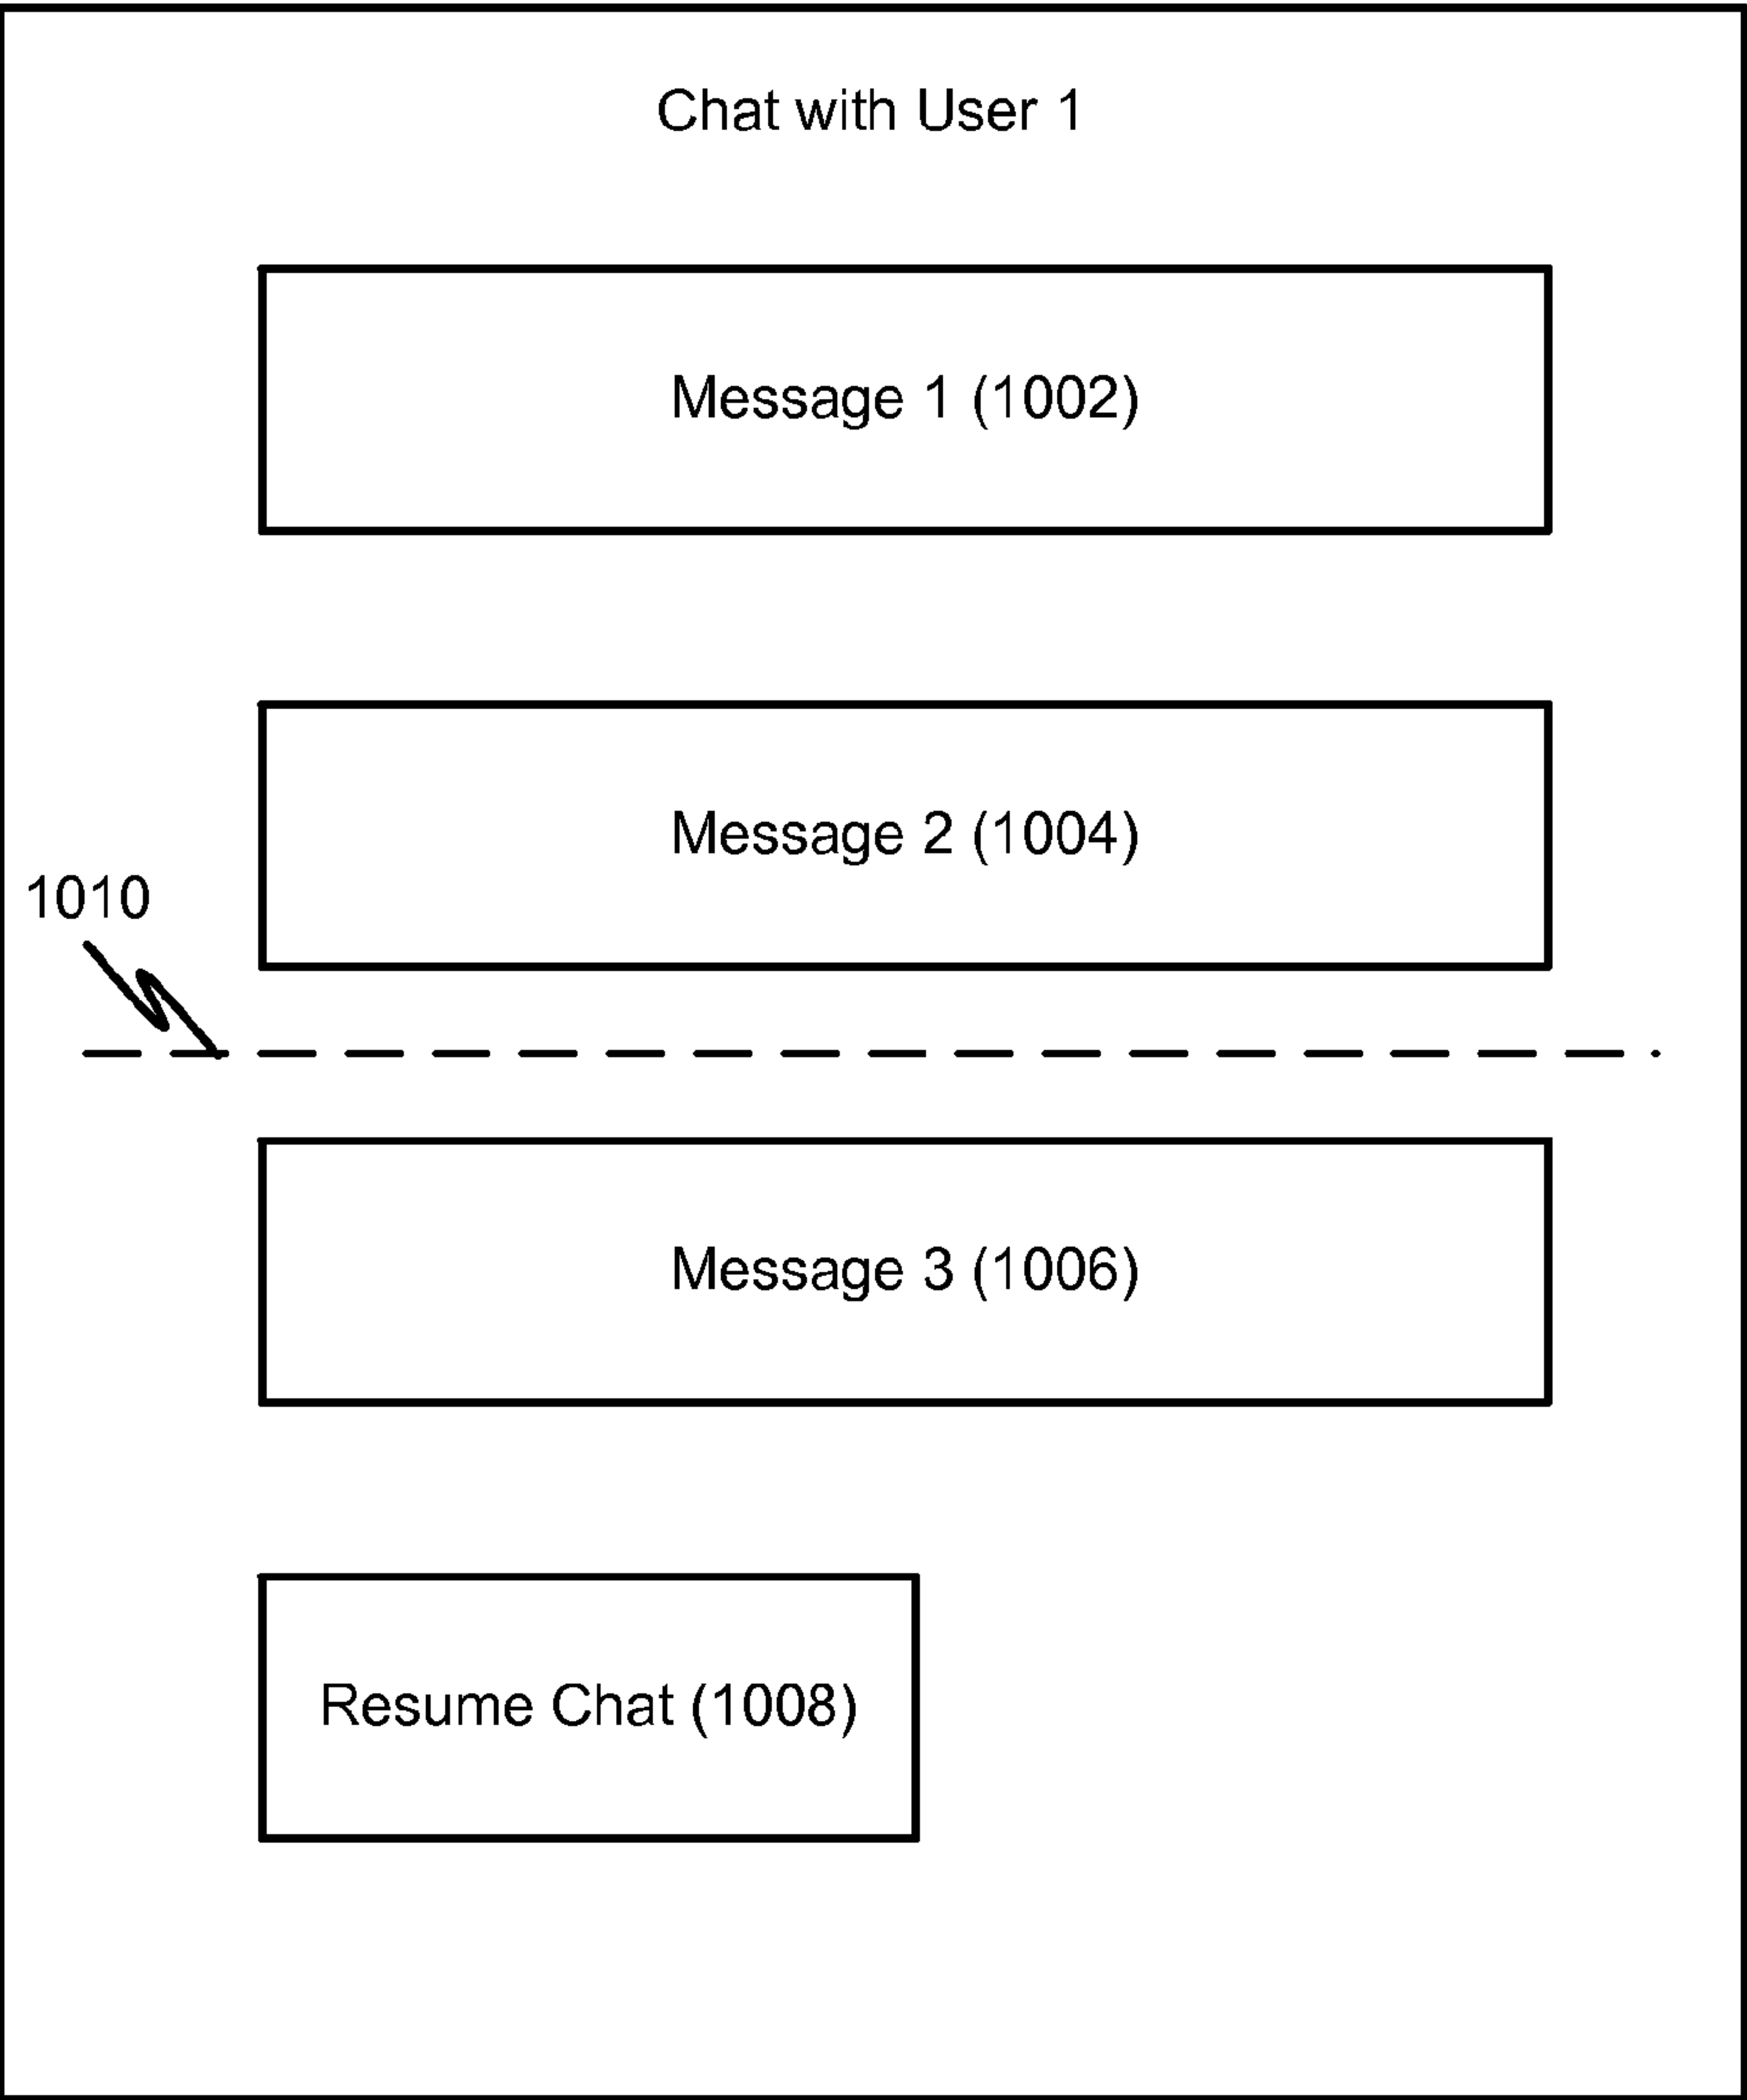 Chat with User 1
Message 1 (1002)
Message 2 (1004)
1010
Message 3 (1006)
Resume Chat (1008)